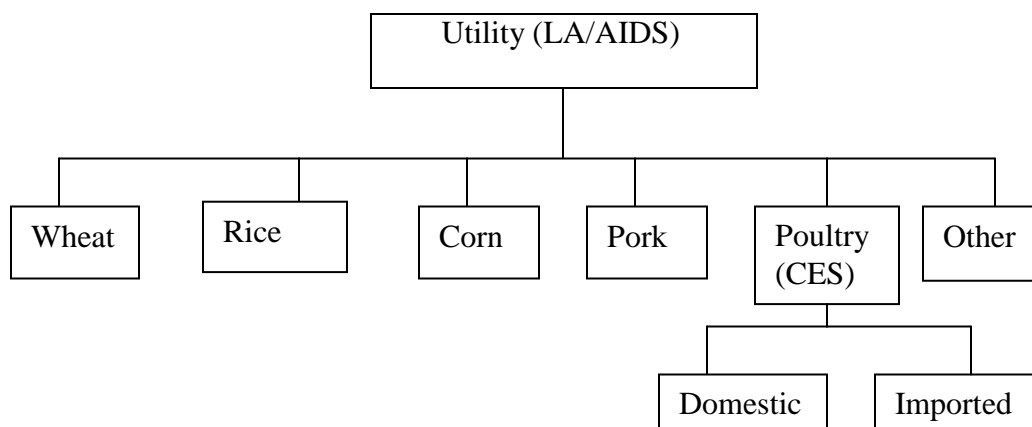 Utility (LA/AIDS)
Wheat
Rice
Corn
Pork
Poultry
(CES)
Other
Domestic
Imported